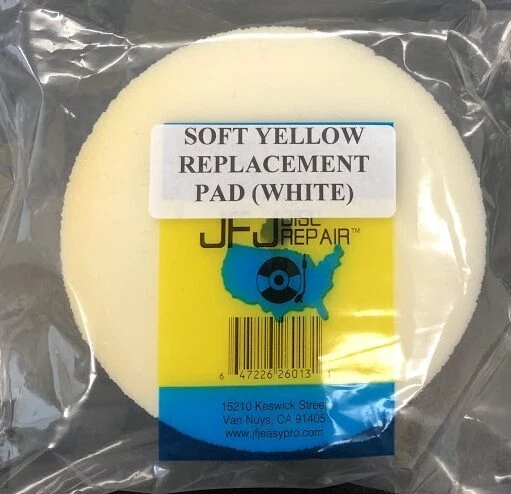 SOFT YELLOW
REPLACEMENT
PAD (WHITE)
JFJ DISC
REPAIR™
6 47226 26013 1
15210 Keswick Street
Van Nuys, CA 91405
www.jfjeasypro.com